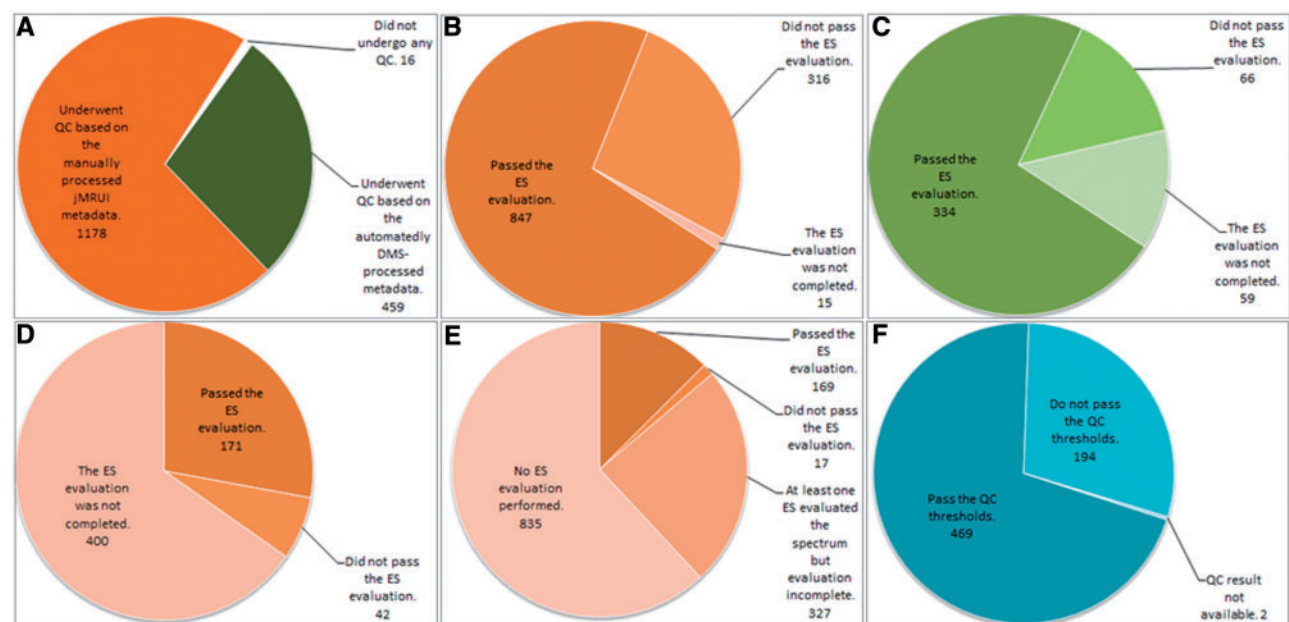 A
Did not
undergo any
QC. 16
Underwent
QC based on
the
manually
processed
jMRUI
metadata.
1178
Underwent
QC based on
the
automatedly
DMS-
processed
metadata.
459
B
Did not pass
the ES
evaluation.
316
Passed the
ES
evaluation.
847
The ES
evaluation
was not
completed.
15
C
Did not pass
the ES
evaluation.
66
Passed the
ES
evaluation.
334
The ES
evaluation
was not
completed.
59
D
Passed the
ES
evaluation.
171
The ES
evaluation
was not
completed.
400
Did not pass
the ES
evaluation.
42
E
Passed the
ES
evaluation.
169
Did not pass
the ES
evaluation.
17
No ES
evaluation
performed.
835
At least one
ES evaluated
the
spectrum
but
evaluation
incomplete.
327
F
Do not pass
the QC
thresholds.
194
Pass the QC
thresholds.
469
QC result
not
available. 2